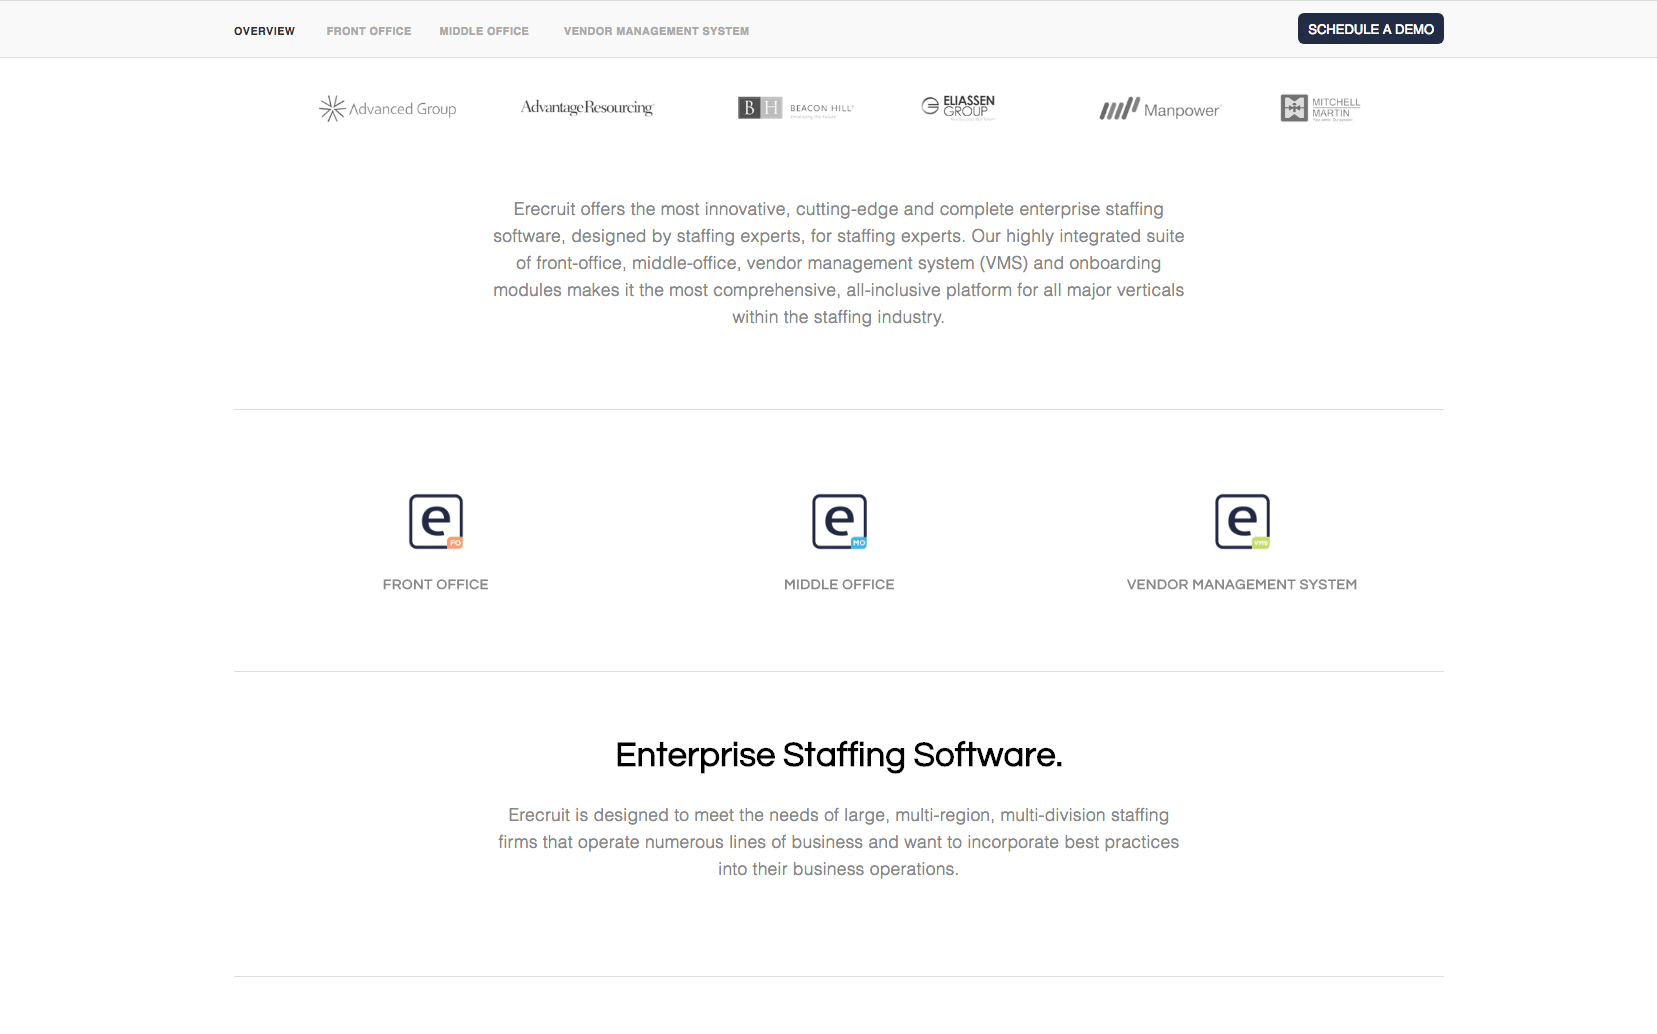 OVERVIEW FRONT OFFICE MIDDLE OFFICE VENDOR MANAGEMENT SYSTEM SCHEDULE A DEMO
Advanced Group
Advantage Resourcing
B H BEACON HILL
Employing the Future
ELIASSEN
GROUP
Manpower
MITCHELL
MARTIN
Erecruit offers the most innovative, cutting-edge and complete enterprise staffing
software, designed by staffing experts, for staffing experts. Our highly integrated suite
of front-office, middle-office, vendor management system (VMS) and onboarding
modules makes it the most comprehensive, all-inclusive platform for all major verticals
within the staffing industry.
e FO
e MO
e VMS
FRONT OFFICE
MIDDLE OFFICE
VENDOR MANAGEMENT SYSTEM
Enterprise Staffing Software.
Erecruit is designed to meet the needs of large, multi-region, multi-division staffing
firms that operate numerous lines of business and want to incorporate best practices
into their business operations.